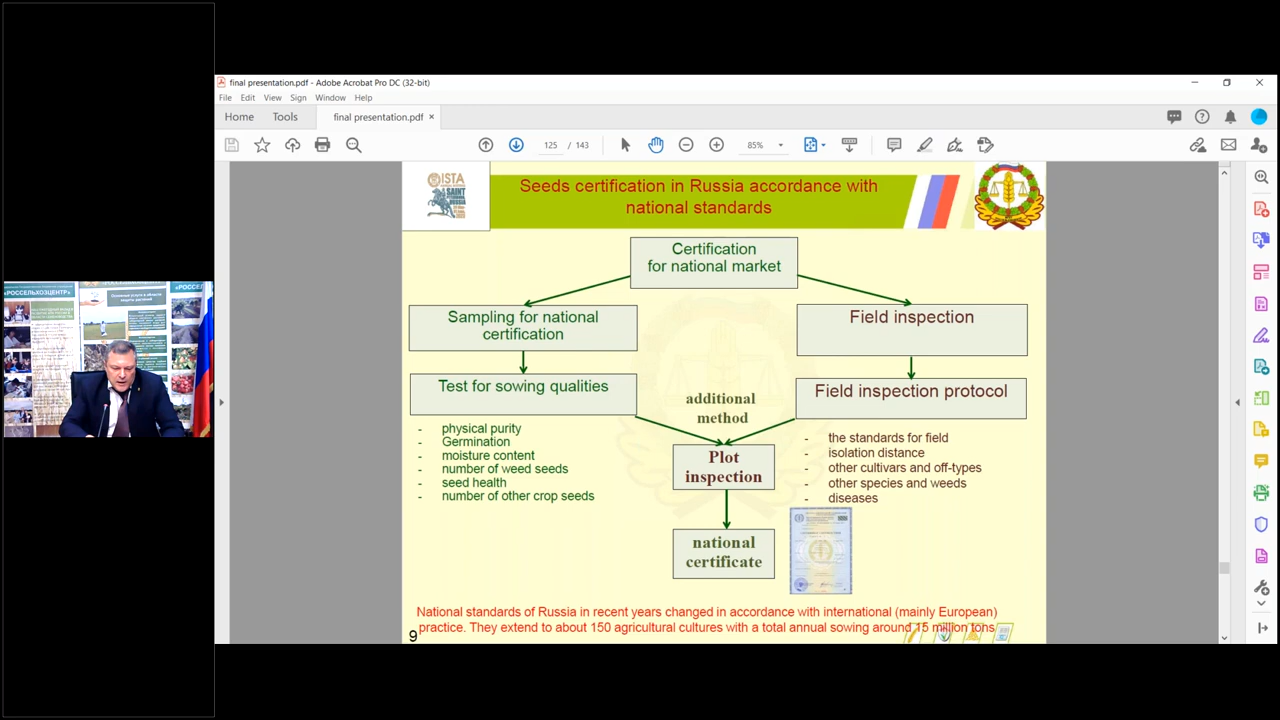 final presentation.pdf - Adobe Acrobat Pro DC (32-bit)
File Edit View Sign Window Help
Home Tools final presentation.pdf ×
125 / 143 85%
ISTA
SAINT
Seeds certification in Russia accordance with
national standards
Certification
for national market
Sampling for national
certification
Field inspection
Test for sowing qualities
Field inspection protocol
additional
method
- physical purity
- Germination
- moisture content
- number of weed seeds
- seed health
- number of other crop seeds
- the standards for field
- isolation distance
- other cultivars and off-types
- other species and weeds
- diseases
Plot
inspection
national
certificate
National standards of Russia in recent years changed in accordance with international (mainly European)
practice. They extend to about 150 agricultural cultures with a total annual sowing around 15 million tons
9
"РОССЕЛЬХОЗЦЕНТР"